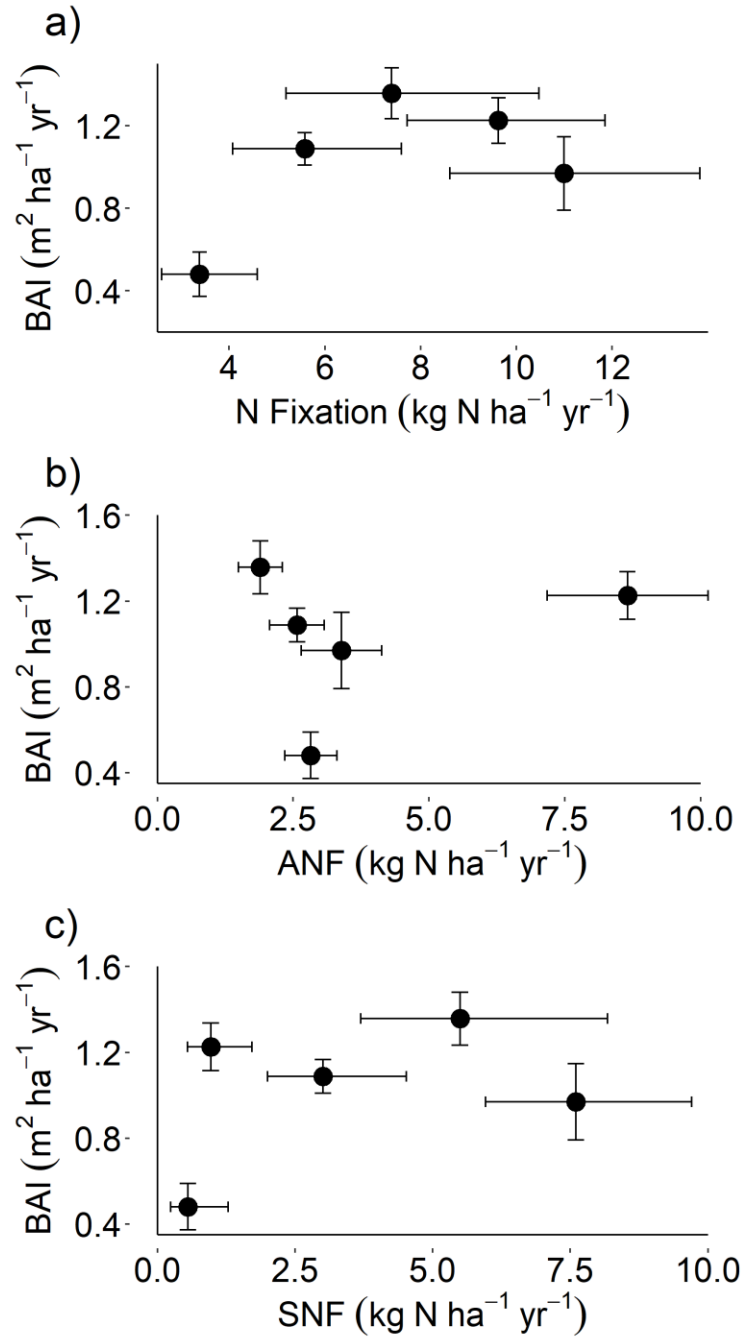 a)
1.2
0.8
0.4
BAI (m² ha⁻¹ yr⁻¹)
4 6 8 10 12
N Fixation (kg N ha⁻¹ yr⁻¹)
b)
1.6
1.2
0.8
0.4
BAI (m² ha⁻¹ yr⁻¹)
0.0 2.5 5.0 7.5 10.0
ANF (kg N ha⁻¹ yr⁻¹)
c)
1.6
1.2
0.8
0.4
BAI (m² ha⁻¹ yr⁻¹)
0.0 2.5 5.0 7.5 10.0
SNF (kg N ha⁻¹ yr⁻¹)